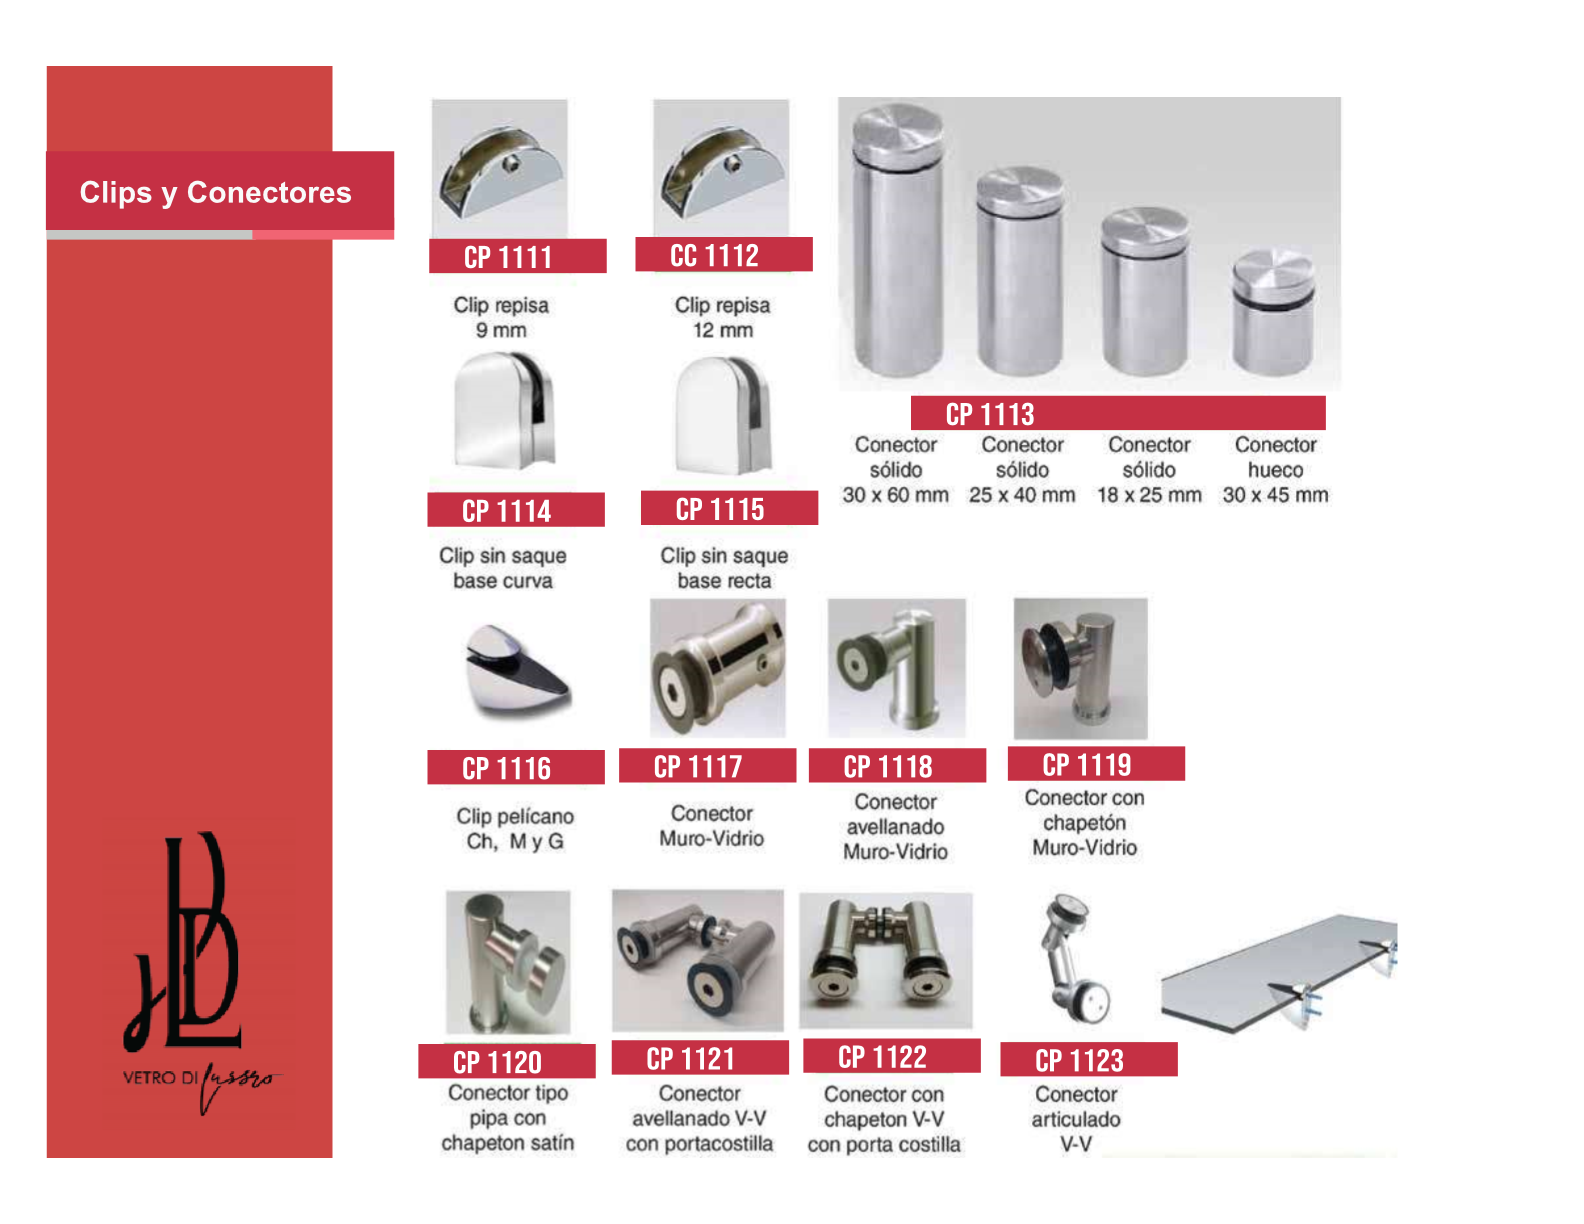 Clips y Conectores
CP 1111
Clip repisa
9 mm
CC 1112
Clip repisa
12 mm
CP 1113
Conector
sólido
30 x 60 mm
Conector
sólido
25 x 40 mm
Conector
sólido
18 x 25 mm
Conector
hueco
30 x 45 mm
CP 1114
Clip sin saque
base curva
CP 1115
Clip sin saque
base recta
CP 1116
Clip pelícano
Ch, M y G
CP 1117
Conector
Muro-Vidrio
CP 1118
Conector
avellanado
Muro-Vidrio
CP 1119
Conector con
chapetón
Muro-Vidrio
CP 1120
Conector tipo
pipa con
chapeton satín
CP 1121
Conector
avellanado V-V
con portacostilla
CP 1122
Conector con
chapeton V-V
con porta costilla
CP 1123
Conector
articulado
V-V
VETRO DI Lussro